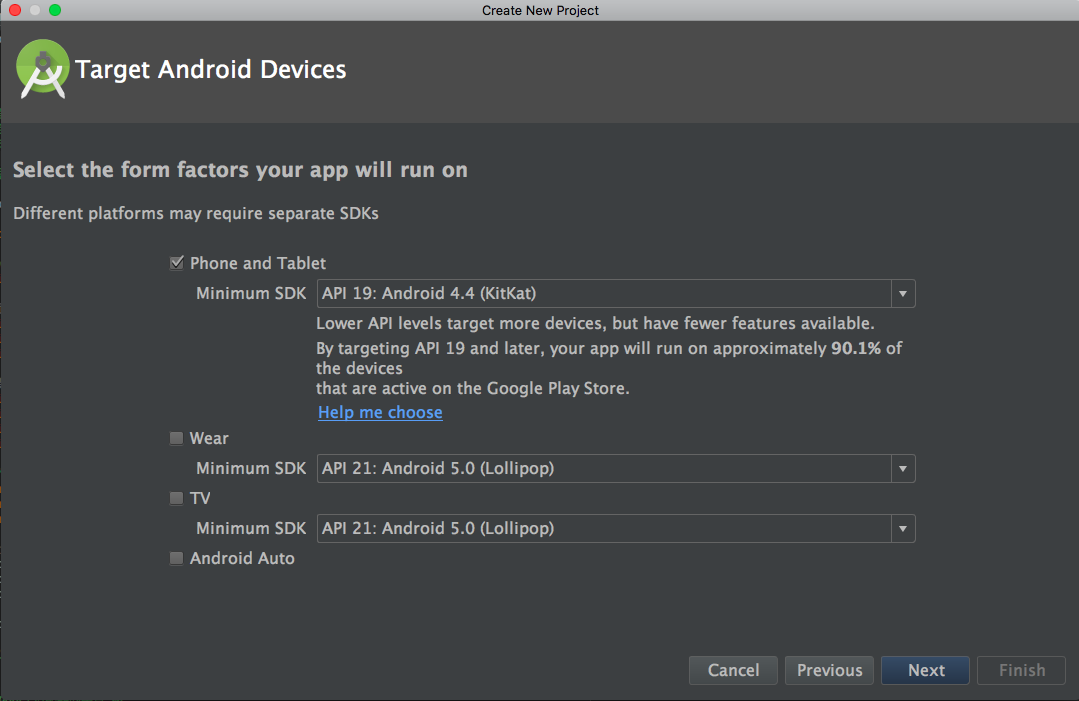 Create New Project
Target Android Devices
Select the form factors your app will run on
Different platforms may require separate SDKs
Phone and Tablet
Minimum SDK API 19: Android 4.4 (KitKat)
Lower API levels target more devices, but have fewer features available.
By targeting API 19 and later, your app will run on approximately 90.1% of
the devices
that are active on the Google Play Store.
Help me choose
Wear
Minimum SDK API 21: Android 5.0 (Lollipop)
TV
Minimum SDK API 21: Android 5.0 (Lollipop)
Android Auto
Cancel Previous Next Finish